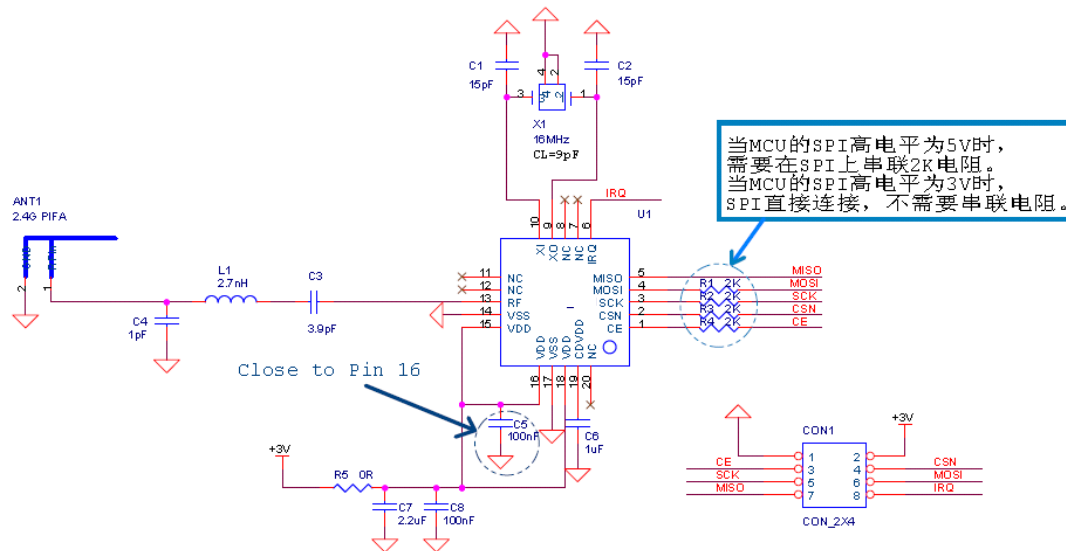 C1
15pF
C2
15pF
4
2
3
3
4
2
1
X1
16MHz
CL=9pF
当MCU的SPI高电平为5V时，
需要在SPI上串联2K电阻。
当MCU的SPI高电平为3V时，
SPI直接连接，不需要串联电阻。
ANT1
2.4G PIFA
2
1
L1
2.7nH
C3
3.9pF
C4
1pF
IRQ
U1
10
9
8
7
6
XI
XO
NC
NC
IRQ
11 NC
12 NC
13 RF
14 VSS
15 VDD
MISO 5 MISO
MOSI 4 R1 2K MOSI
SCK 3 R2 2K SCK
CSN 2 R3 2K CSN
CE 1 R4 2K CE
VDD
VSS
VDD
CDVDD
NC
16
17
18
19
20
Close to Pin 16
C5
100nF
C6
1uF
+3V
R5 0R
C7
2.2uF
C8
100nF
+3V
CON1
1 2
CE 3 4 CSN
SCK 5 6 MOSI
MISO 7 8 IRQ
CON_2X4